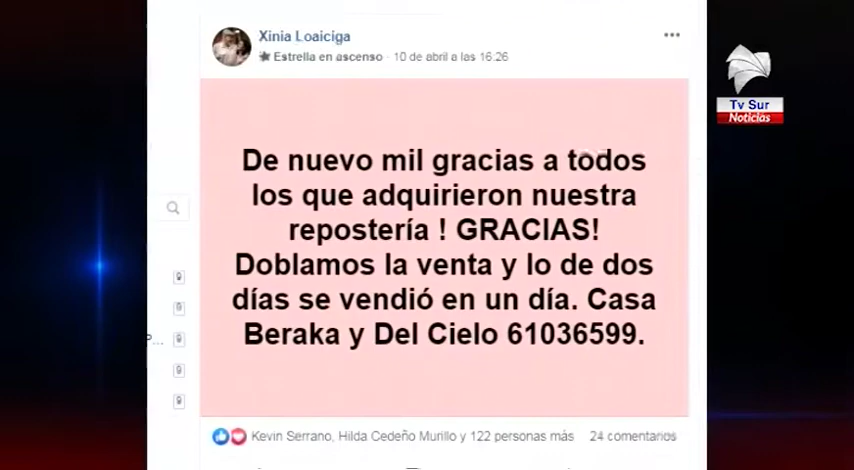 Xinia Loaiciga
Estrella en ascenso · 10 de abril a las 16:26
Tv Sur
Noticias
De nuevo mil gracias a todos
los que adquirieron nuestra
repostería ! GRACIAS!
Doblamos la venta y lo de dos
días se vendió en un día. Casa
Beraka y Del Cielo 61036599.
P...
Kevin Serrano, Hilda Cedeño Murillo y 122 personas más 24 comentarios